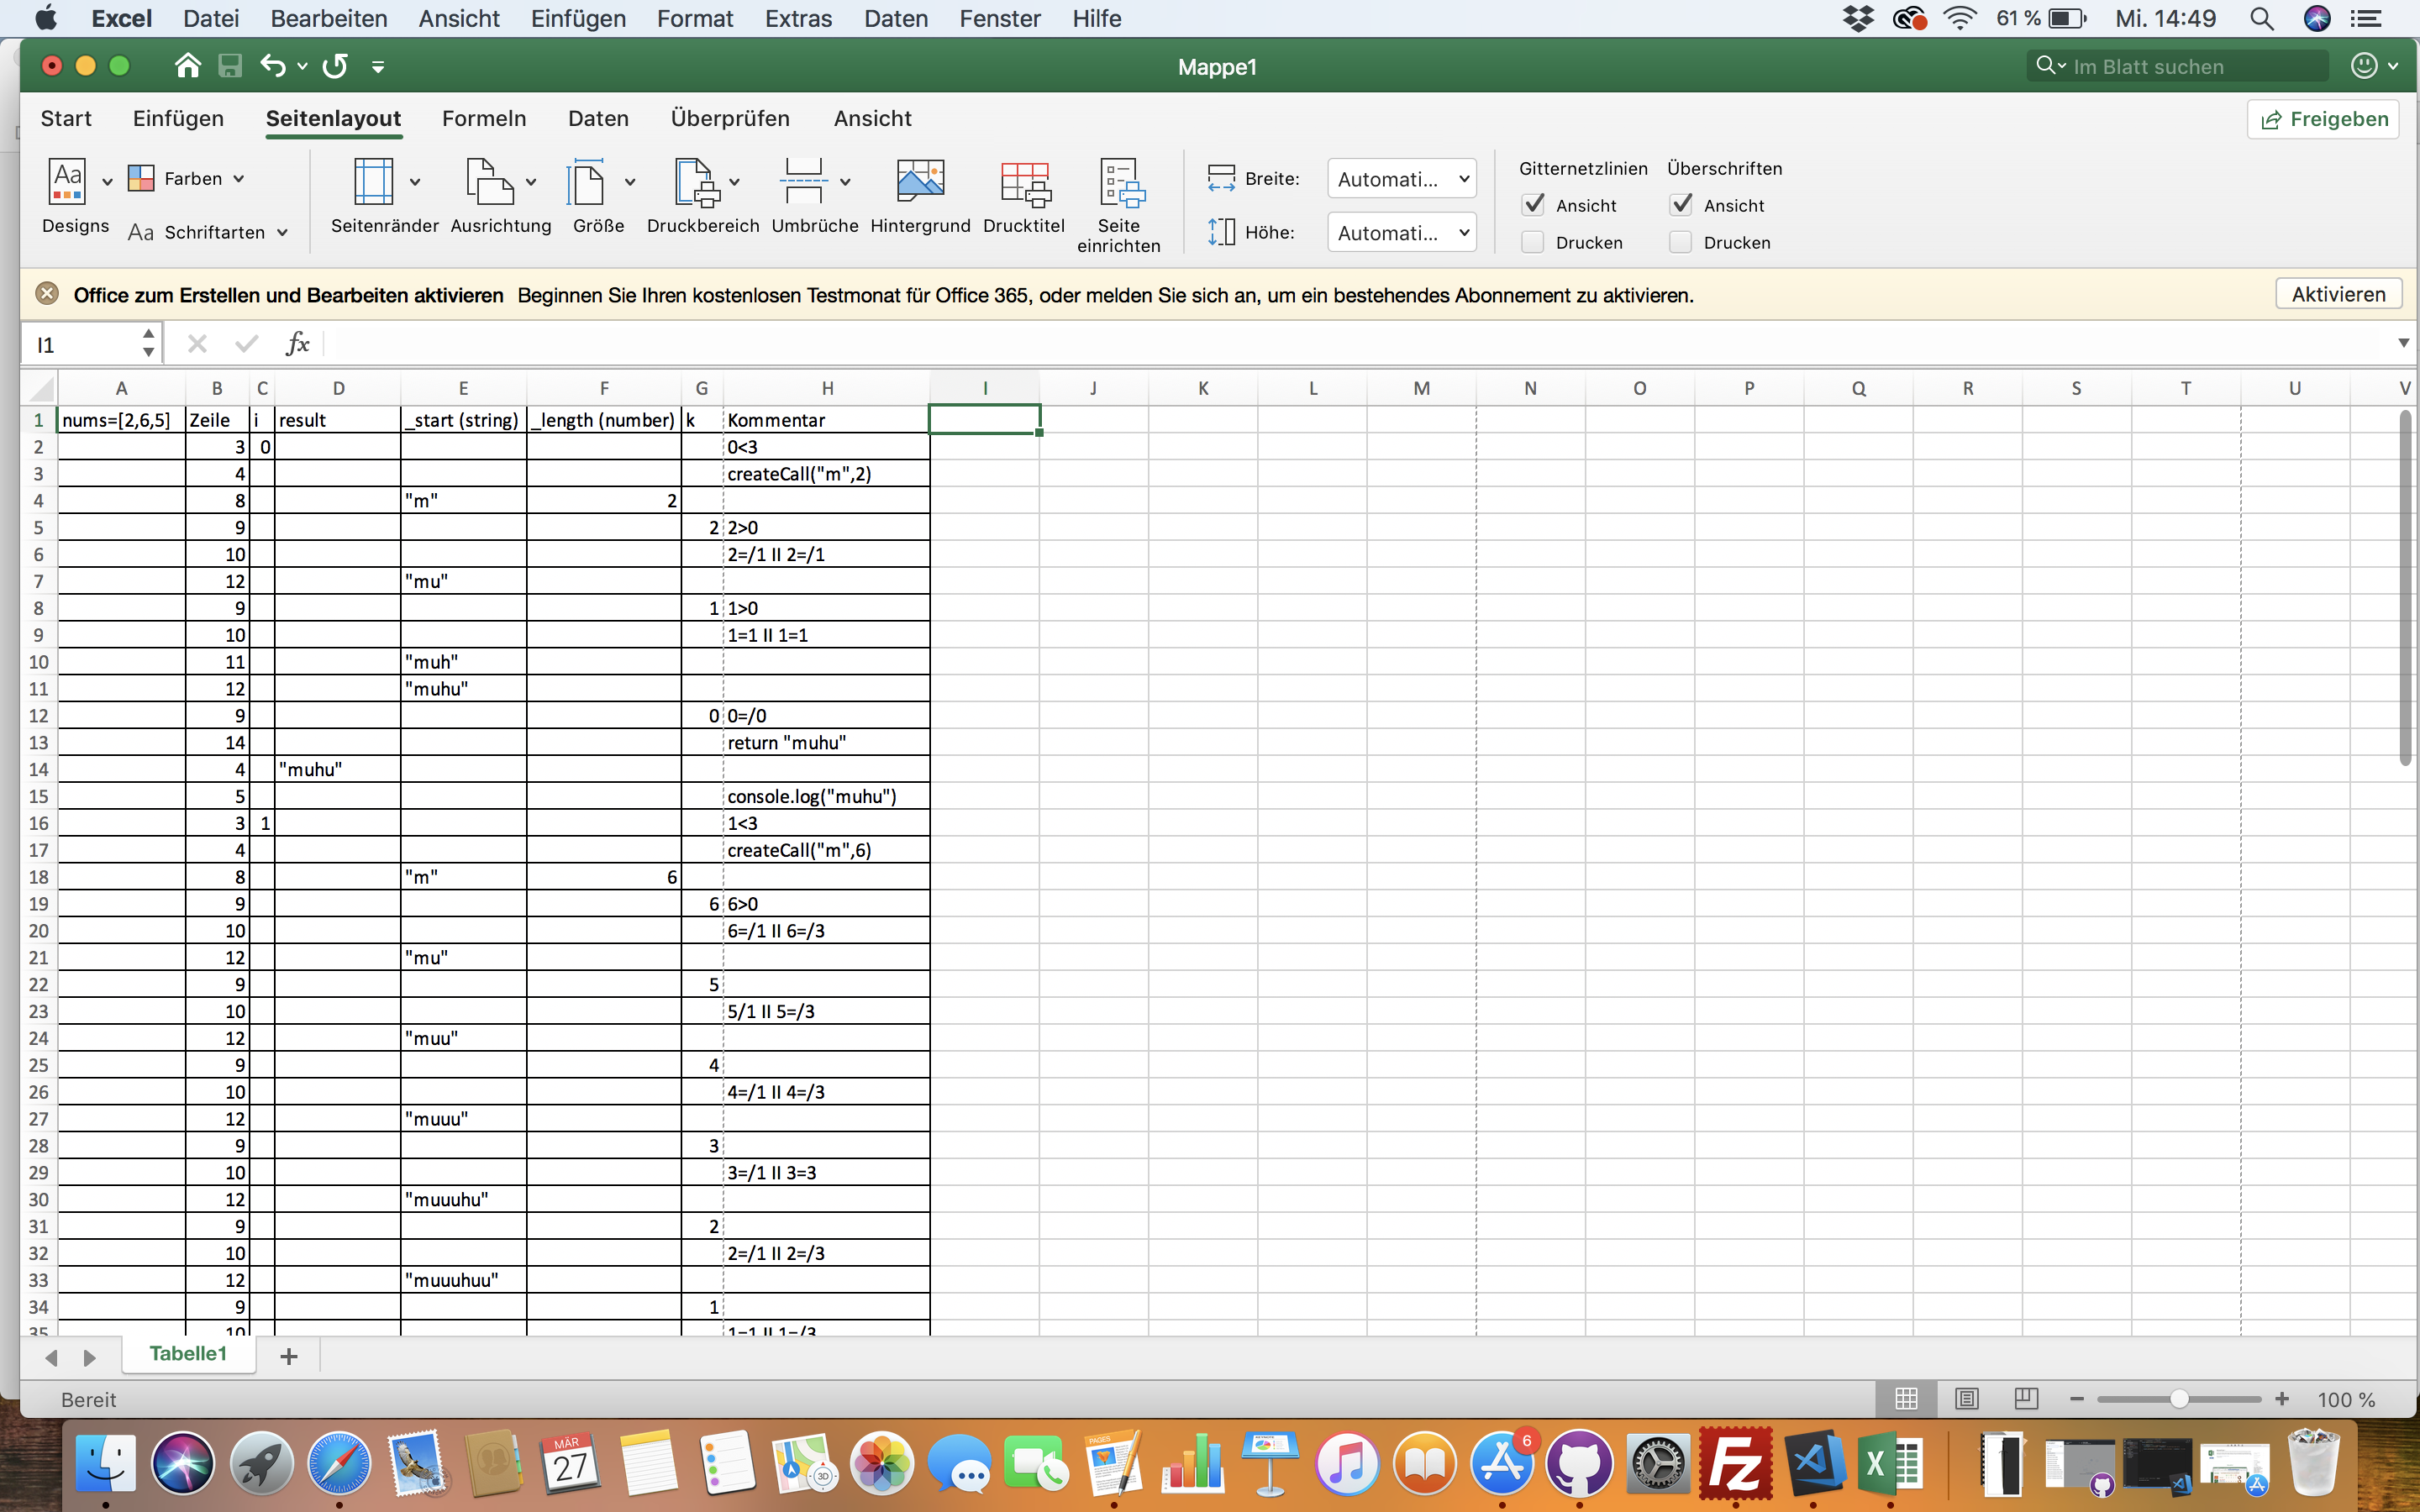 Excel Datei Bearbeiten Ansicht Einfügen Format Extras Daten Fenster Hilfe 61 % Mi. 14:49
Mappe1 Im Blatt suchen
Start Einfügen Seitenlayout Formeln Daten Überprüfen Ansicht Freigeben
Aa Farben Breite: Automati... Gitternetzlinien Überschriften
Ansicht Ansicht
Designs Aa Schriftarten Seitenränder Ausrichtung Größe Druckbereich Umbrüche Hintergrund Drucktitel Seite einrichten Höhe: Automati... Drucken Drucken
Office zum Erstellen und Bearbeiten aktivieren Beginnen Sie Ihren kostenlosen Testmonat für Office 365, oder melden Sie sich an, um ein bestehendes Abonnement zu aktivieren. Aktivieren
I1 fx
A B C D E F G H I J K L M N O P Q R S T U V
1 nums=[2,6,5] Zeile i result _start (string) _length (number) k Kommentar
2 3 0 0<3
3 4 createCall("m",2)
4 8 "m" 2
5 9 2 2>0
6 10 2=/1 II 2=/1
7 12 "mu"
8 9 1 1>0
9 10 1=1 II 1=1
10 11 "muh"
11 12 "muhu"
12 9 0 0=/0
13 14 return "muhu"
14 4 "muhu"
15 5 console.log("muhu")
16 3 1 1<3
17 4 createCall("m",6)
18 8 "m" 6
19 9 6 6>0
20 10 6=/1 II 6=/3
21 12 "mu"
22 9 5
23 10 5/1 II 5=/3
24 12 "muu"
25 9 4
26 10 4=/1 II 4=/3
27 12 "muuu"
28 9 3
29 10 3=/1 II 3=3
30 12 "muuuhu"
31 9 2
32 10 2=/1 II 2=/3
33 12 "muuuhuu"
34 9 1
35 10 1=1 II 1=/3
Tabelle1 +
Bereit 100 %
MÄR
27
PAGES
3D
6
Fz
X